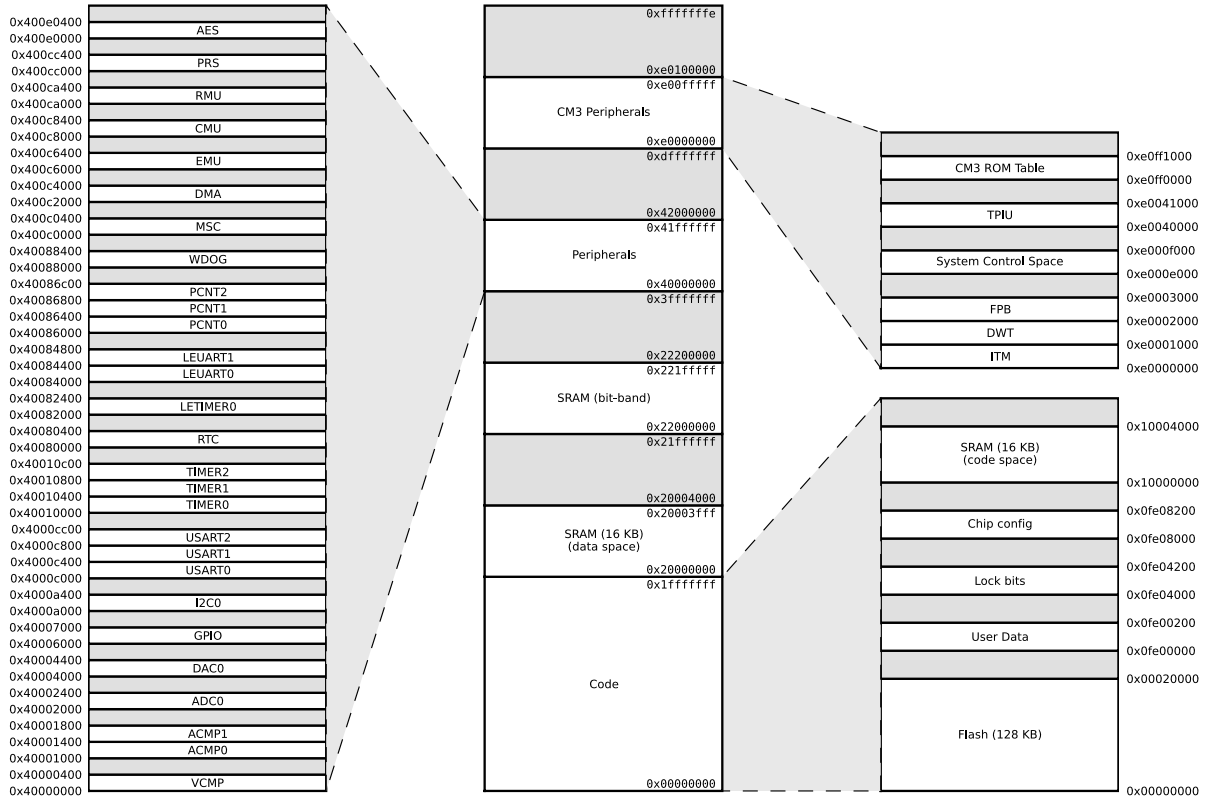 0x400e0400
AES
0x400e0000
0x400cc400
PRS
0x400cc000
0x400ca400
RMU
0x400ca000
0x400c8400
CMU
0x400c8000
0x400c6400
EMU
0x400c6000
0x400c4000
DMA
0x400c2000
0x400c0400
MSC
0x400c0000
0x40088400
WDOG
0x40088000
0x40086c00
PCNT2
0x40086800
PCNT1
0x40086400
PCNT0
0x40086000
0x40084800
LEUART1
0x40084400
LEUART0
0x40084000
0x40082400
LETIMER0
0x40082000
0x40080400
RTC
0x40080000
0x40010c00
TIMER2
0x40010800
TIMER1
0x40010400
TIMER0
0x40010000
0x4000cc00
USART2
0x4000c800
USART1
0x4000c400
USART0
0x4000c000
0x4000a400
I2C0
0x4000a000
0x40007000
GPIO
0x40006000
0x40004400
DAC0
0x40004000
0x40002400
ADC0
0x40002000
0x40001800
ACMP1
0x40001400
ACMP0
0x40001000
0x40000400
VCMP
0x40000000
0xfffffffe
0xe0100000
0xe00fffff
CM3 Peripherals
0xe0000000
0xdfffffff
0x42000000
0x41ffffff
Peripherals
0x40000000
0x3fffffff
0x22200000
0x221fffff
SRAM (bit-band)
0x22000000
0x21ffffff
0x20004000
0x20003fff
SRAM (16 KB)
(data space)
0x20000000
0x1fffffff
Code
0x00000000
0xe0ff1000
CM3 ROM Table
0xe0ff0000
0xe0041000
TPIU
0xe0040000
0xe000f000
System Control Space
0xe000e000
0xe0003000
FPB
0xe0002000
DWT
0xe0001000
ITM
0xe0000000
0x10004000
SRAM (16 KB)
(code space)
0x10000000
0x0fe08200
Chip config
0x0fe08000
0x0fe04200
Lock bits
0x0fe04000
0x0fe00200
User Data
0x0fe00000
0x00020000
Flash (128 KB)
0x00000000